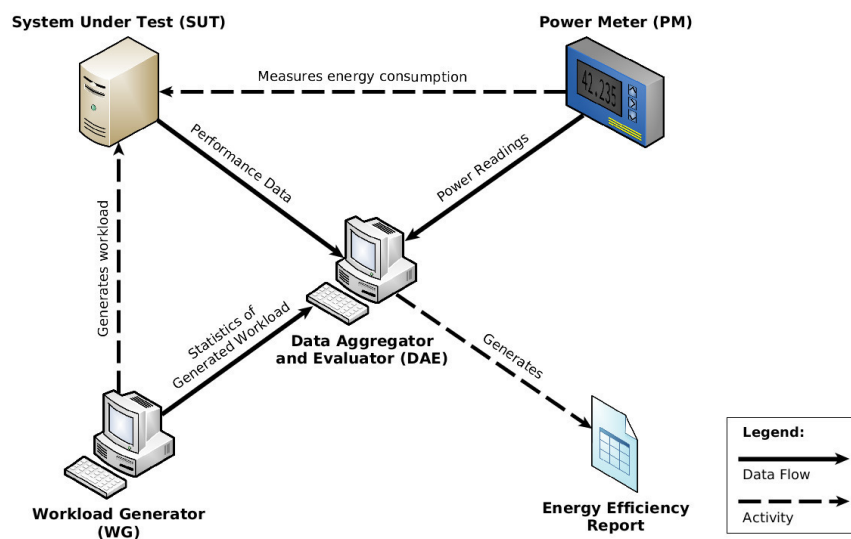 System Under Test (SUT)
Power Meter (PM)
Measures energy consumption
42.235
Performance Data
Power Readings
Generates workload
Statistics of
Generated Workload
Data Aggregator
and Evaluator (DAE)
Generates
Workload Generator
(WG)
Energy Efficiency
Report
Legend:
Data Flow
Activity